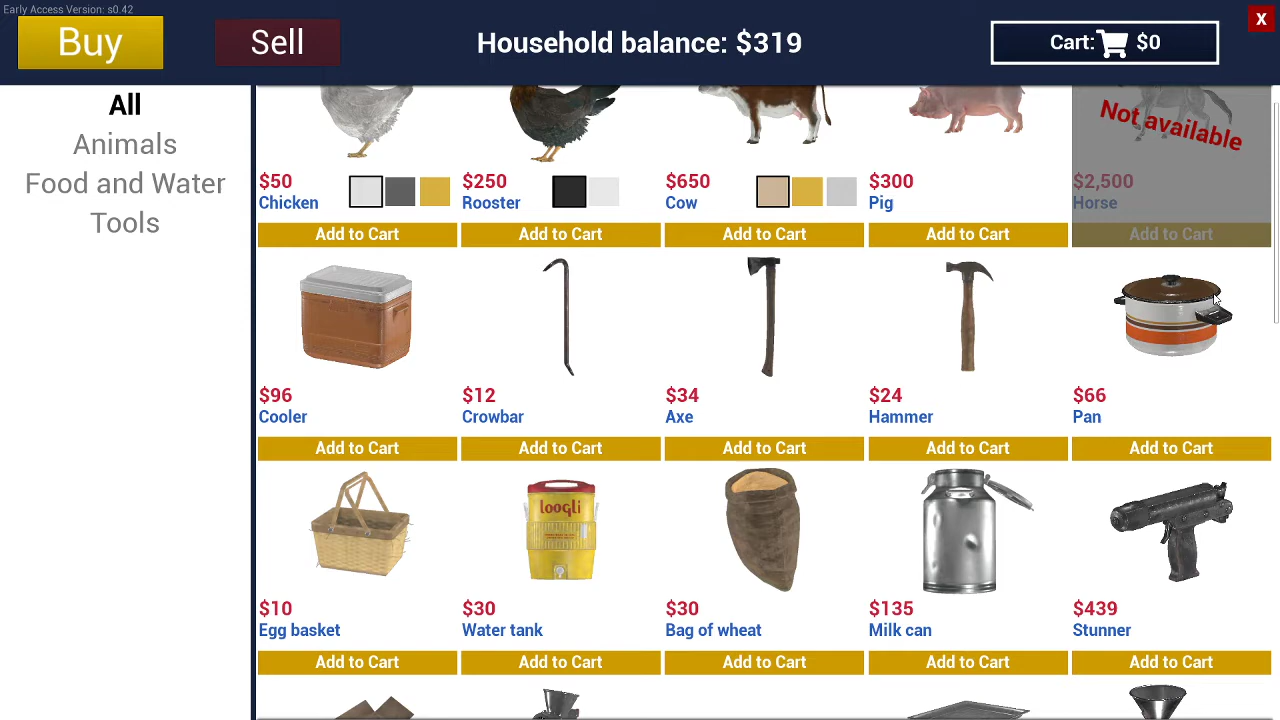 Early Access Version: s0.42
Buy
Sell
Household balance: $319
Cart: $0
X
All
Animals
Food and Water
Tools
Not available
$50
Chicken
$250
Rooster
$650
Cow
$300
Pig
$2,500
Horse
Add to Cart
Add to Cart
Add to Cart
Add to Cart
Add to Cart
$96
Cooler
$12
Crowbar
$34
Axe
$24
Hammer
$66
Pan
Add to Cart
Add to Cart
Add to Cart
Add to Cart
Add to Cart
loogli
$10
Egg basket
$30
Water tank
$30
Bag of wheat
$135
Milk can
$439
Stunner
Add to Cart
Add to Cart
Add to Cart
Add to Cart
Add to Cart